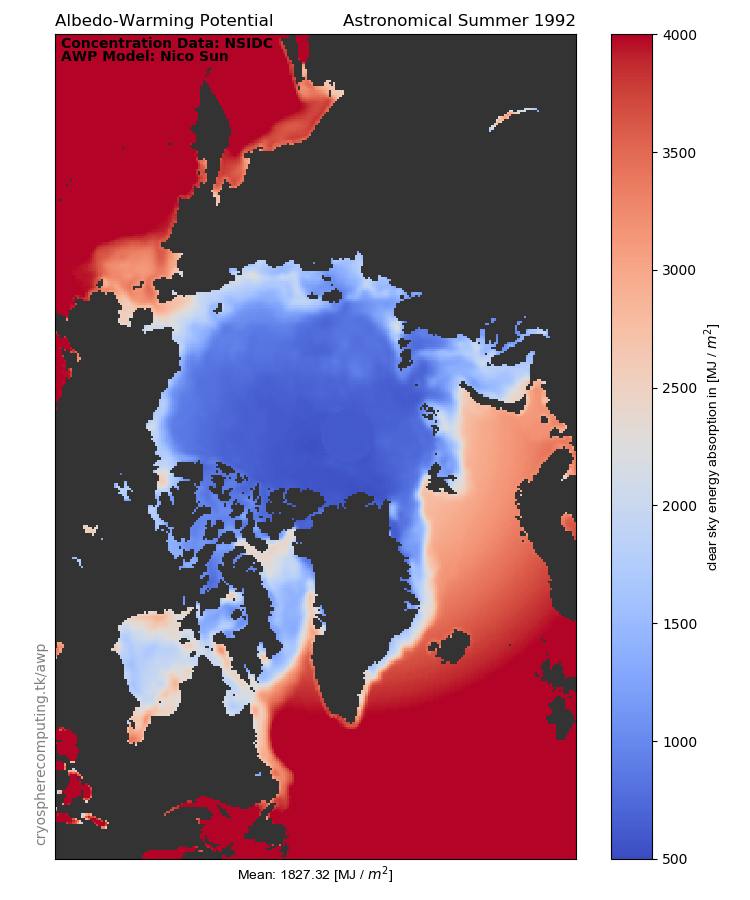 Albedo-Warming Potential Astronomical Summer 1992
Concentration Data: NSIDC
AWP Model: Nico Sun
4000
3500
3000
2500
2000
1500
1000
500
clear sky energy absorption in [MJ / m²]
cryospherecomputing.tk/awp
Mean: 1827.32 [MJ / m²]